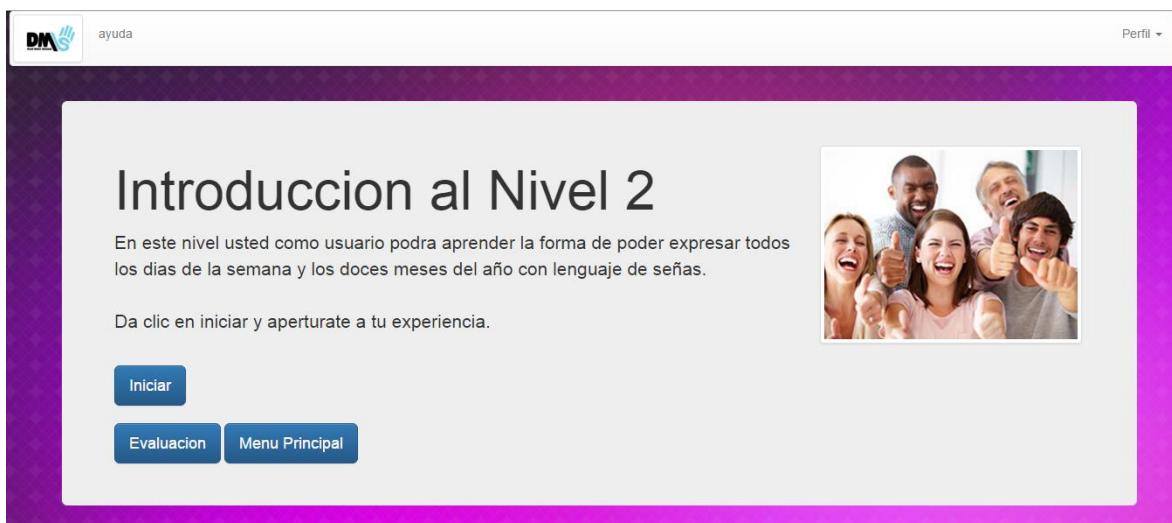 DMS
ayuda
Perfil
Introduccion al Nivel 2
En este nivel usted como usuario podra aprender la forma de poder expresar todos
los dias de la semana y los doces meses del año con lenguaje de señas.
Da clic en iniciar y aperturate a tu experiencia.
Iniciar
Evaluacion
Menu Principal